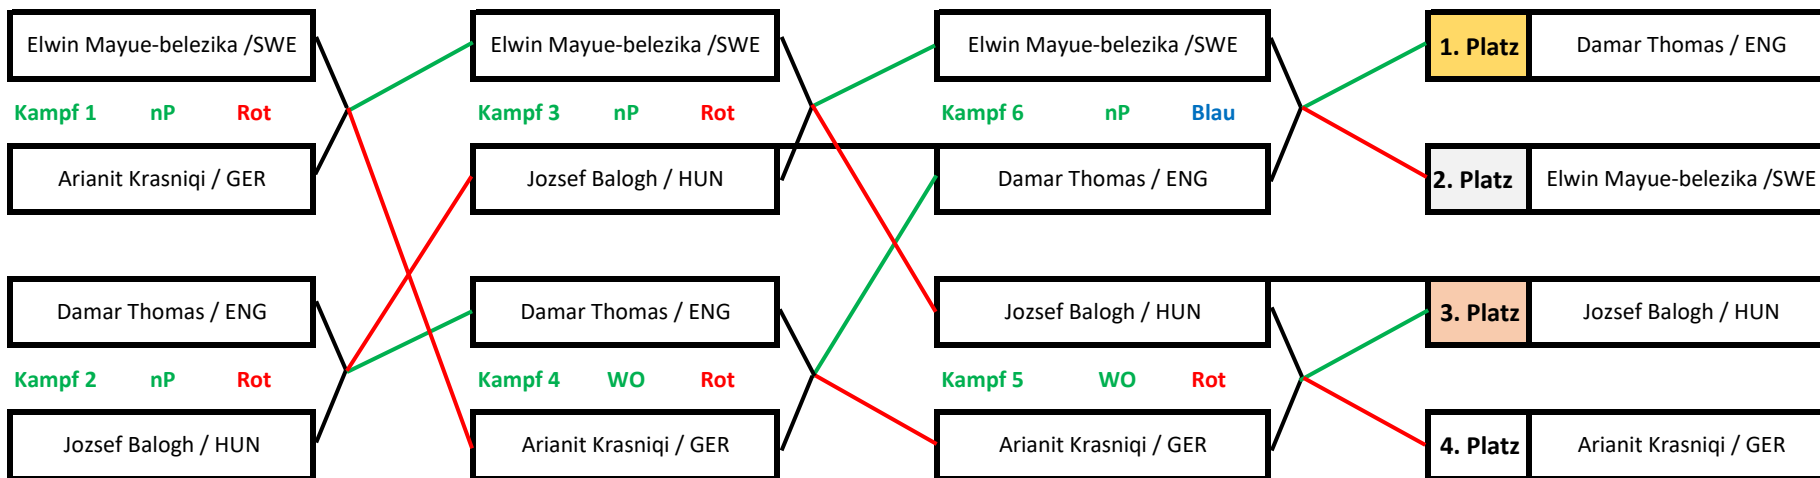 Elwin Mayue-belezika /SWE
Elwin Mayue-belezika /SWE
Elwin Mayue-belezika /SWE
1. Platz Damar Thomas / ENG
Kampf 1 nP Rot
Kampf 3 nP Rot
Kampf 6 nP Blau
Arianit Krasniqi / GER
Jozsef Balogh / HUN
Damar Thomas / ENG
2. Platz Elwin Mayue-belezika /SWE
Damar Thomas / ENG
Damar Thomas / ENG
Jozsef Balogh / HUN
3. Platz Jozsef Balogh / HUN
Kampf 2 nP Rot
Kampf 4 WO Rot
Kampf 5 WO Rot
Jozsef Balogh / HUN
Arianit Krasniqi / GER
Arianit Krasniqi / GER
4. Platz Arianit Krasniqi / GER